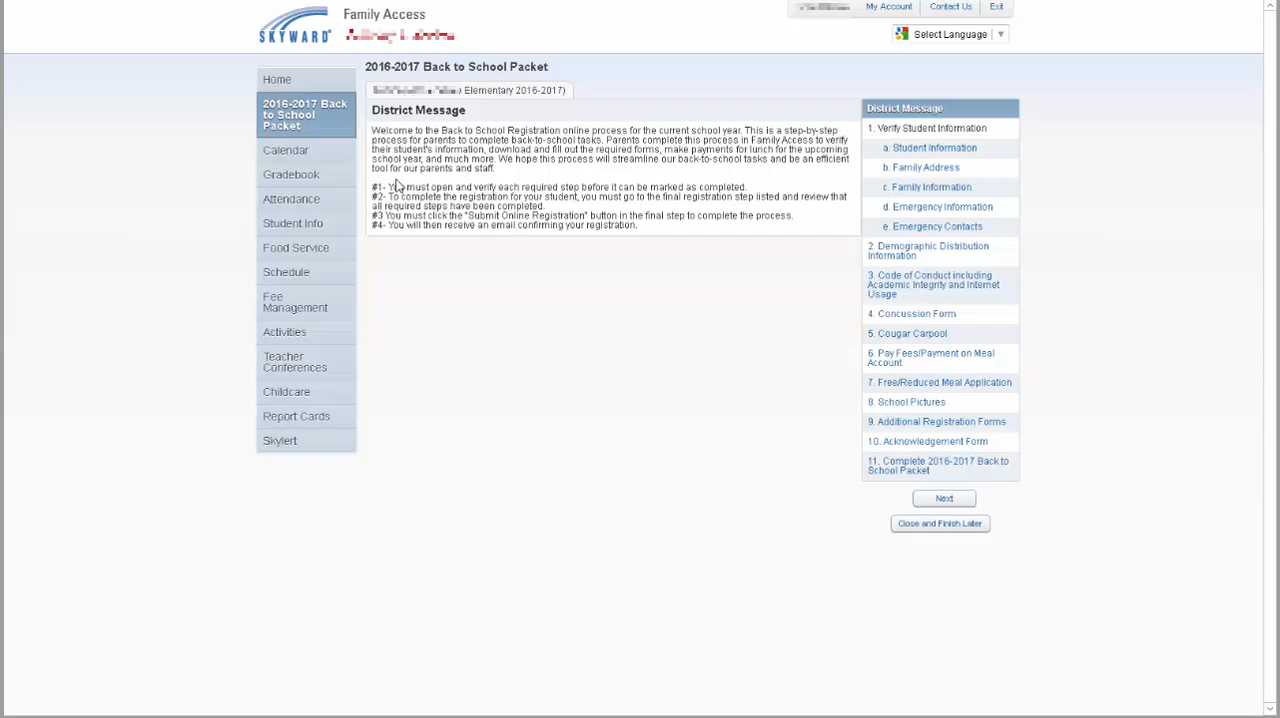 SKYWARD
Family Access
My Account
Contact Us
Exit
Select Language
Home
2016-2017 Back
to School
Packet
Calendar
Gradebook
Attendance
Student Info
Food Service
Schedule
Fee
Management
Activities
Teacher
Conferences
Childcare
Report Cards
Skylert
2016-2017 Back to School Packet
Elementary 2016-2017)
District Message
Welcome to the Back to School Registration online process for the current school year. This is a step-by-step
process for parents to complete back-to-school tasks. Parents complete this process in Family Access to verify
their student's information, download and fill out the required forms, make payments for lunch for the upcoming
school year, and much more. We hope this process will streamline our back-to-school tasks and be an efficient
tool for our parents and staff.
#1- You must open and verify each required step before it can be marked as completed.
#2- To complete the registration for your student, you must go to the final registration step listed and review that
all required steps have been completed.
#3 You must click the "Submit Online Registration" button in the final step to complete the process.
#4- You will then receive an email confirming your registration.
District Message
1. Verify Student Information
a. Student Information
b. Family Address
c. Family Information
d. Emergency Information
e. Emergency Contacts
2. Demographic Distribution
Information
3. Code of Conduct including
Academic Integrity and Internet
Usage
4. Concussion Form
5. Cougar Carpool
6. Pay Fees/Payment on Meal
Account
7. Free/Reduced Meal Application
8. School Pictures
9. Additional Registration Forms
10. Acknowledgement Form
11. Complete 2016-2017 Back to
School Packet
Next
Close and Finish Later